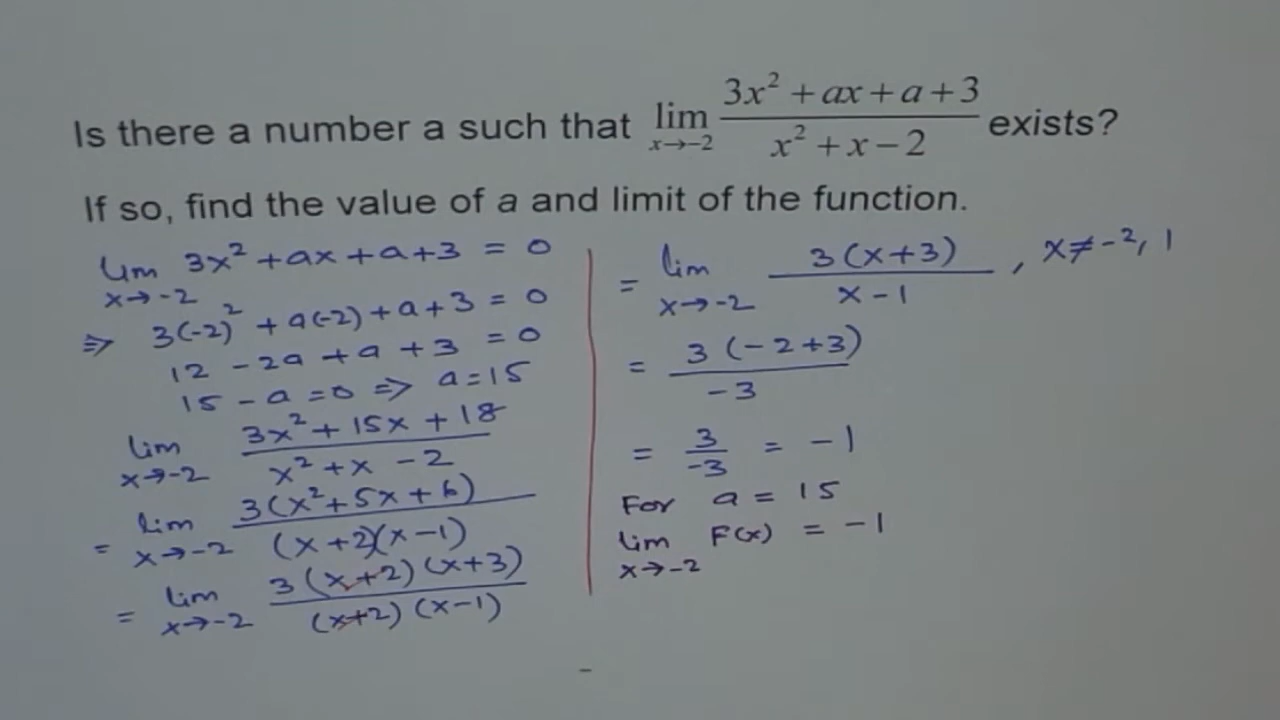 Is there a number a such that lim x→-2 (3x² + ax + a + 3)/(x² + x − 2) exists?
If so, find the value of a and limit of the function.
lim x→-2 3x² + ax + a + 3 = 0
⇒ 3(-2)² + a(-2) + a + 3 = 0
12 - 2a + a + 3 = 0
15 - a = 0 ⇒ a = 15
lim x→-2 (3x² + 15x + 18)/(x² + x - 2)
= lim x→-2 3(x² + 5x + 6)/(x+2)(x-1)
= lim x→-2 3(x+2)(x+3)/(x+2)(x-1)
= lim x→-2 3(x+3)/(x-1) , x ≠ -2, 1
= 3(-2+3)/-3
= 3/-3 = -1
For a = 15
lim x→-2 F(x) = -1